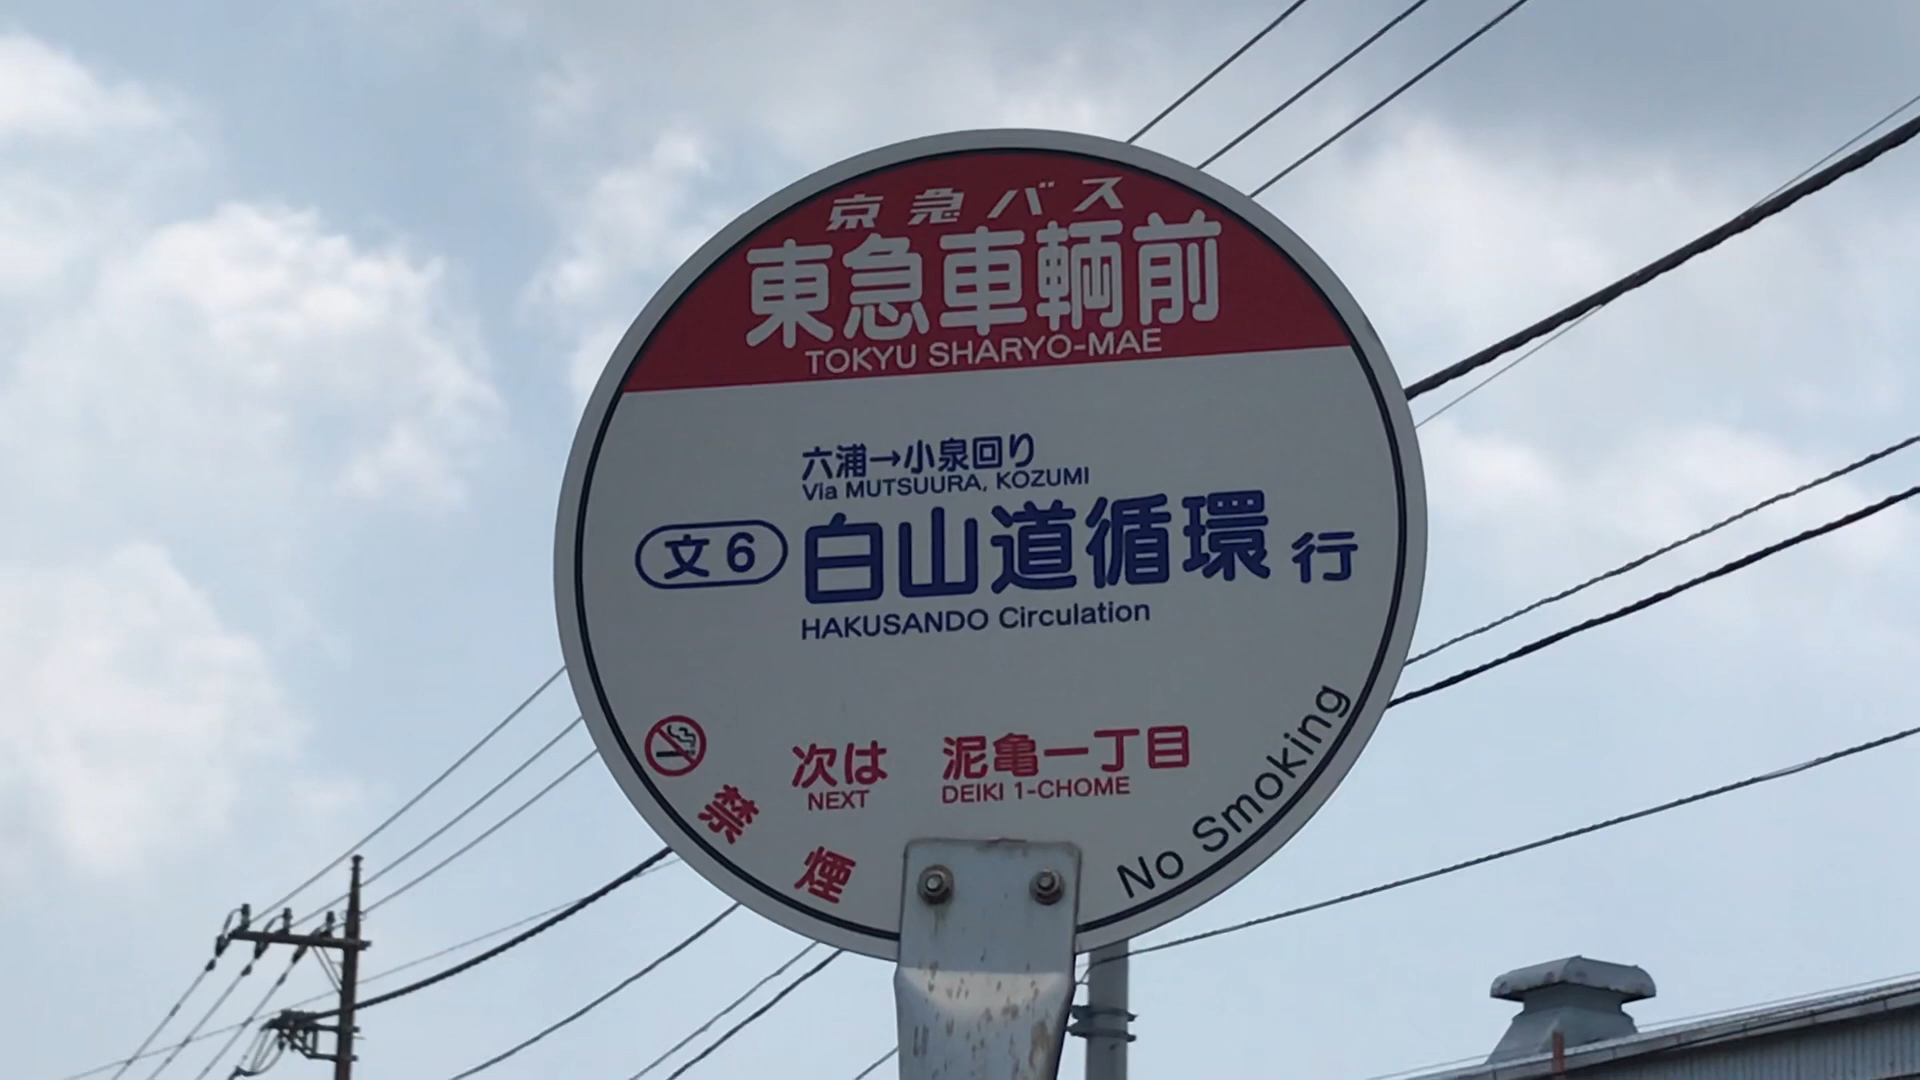 京急バス
東急車輌前
TOKYU SHARYO-MAE
六浦→小泉回り
Via MUTSUURA, KOZUMI
文6 白山道循環 行
HAKUSANDO Circulation
次は 泥亀一丁目
NEXT DEIKI 1-CHOME
禁煙
No Smoking